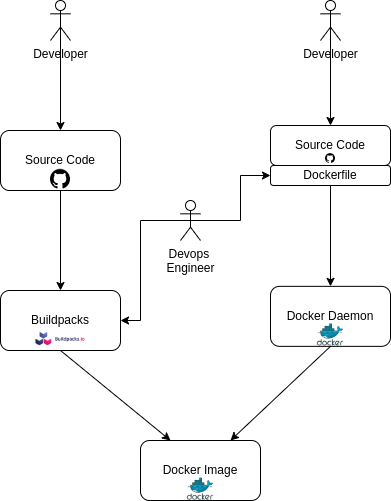 Developer
Developer
Source Code
Source Code
Dockerfile
Devops
Engineer
Buildpacks
Buildpacks.io
Docker Daemon
docker
Docker Image
docker